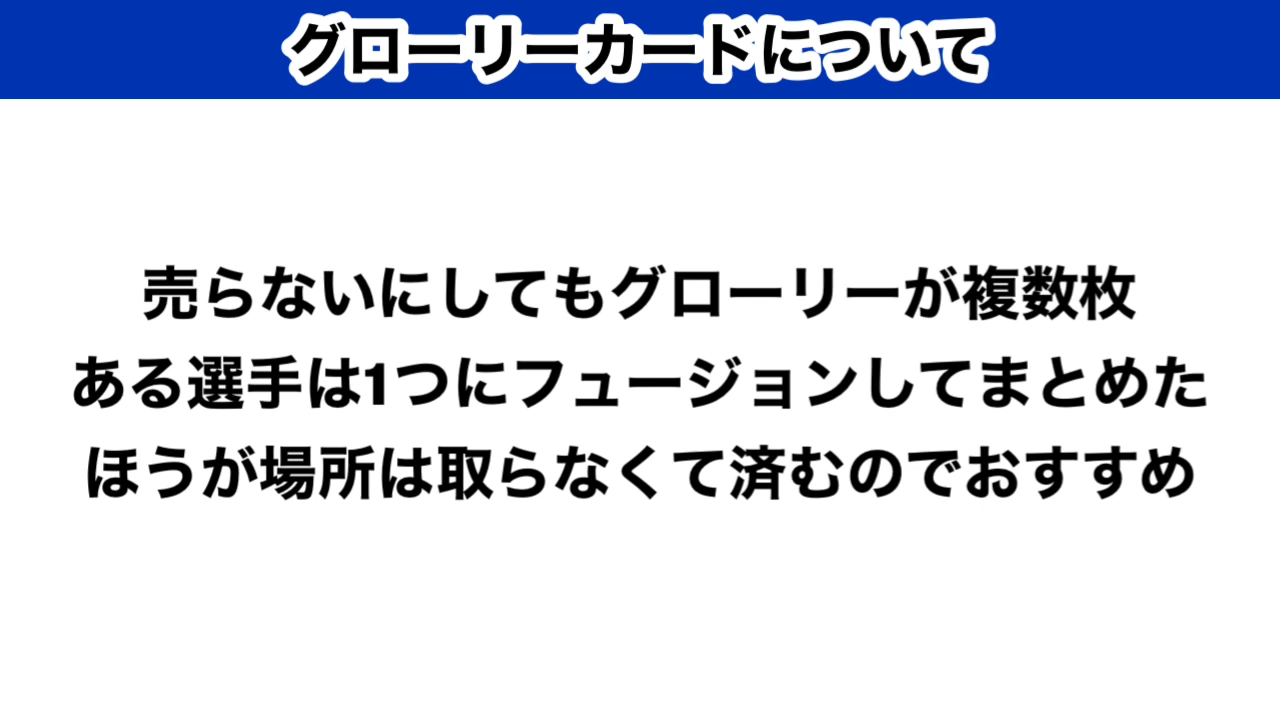 グローリーカードについて
売らないにしてもグローリーが複数枚
ある選手は1つにフュージョンしてまとめた
ほうが場所は取らなくて済むのでおすすめ